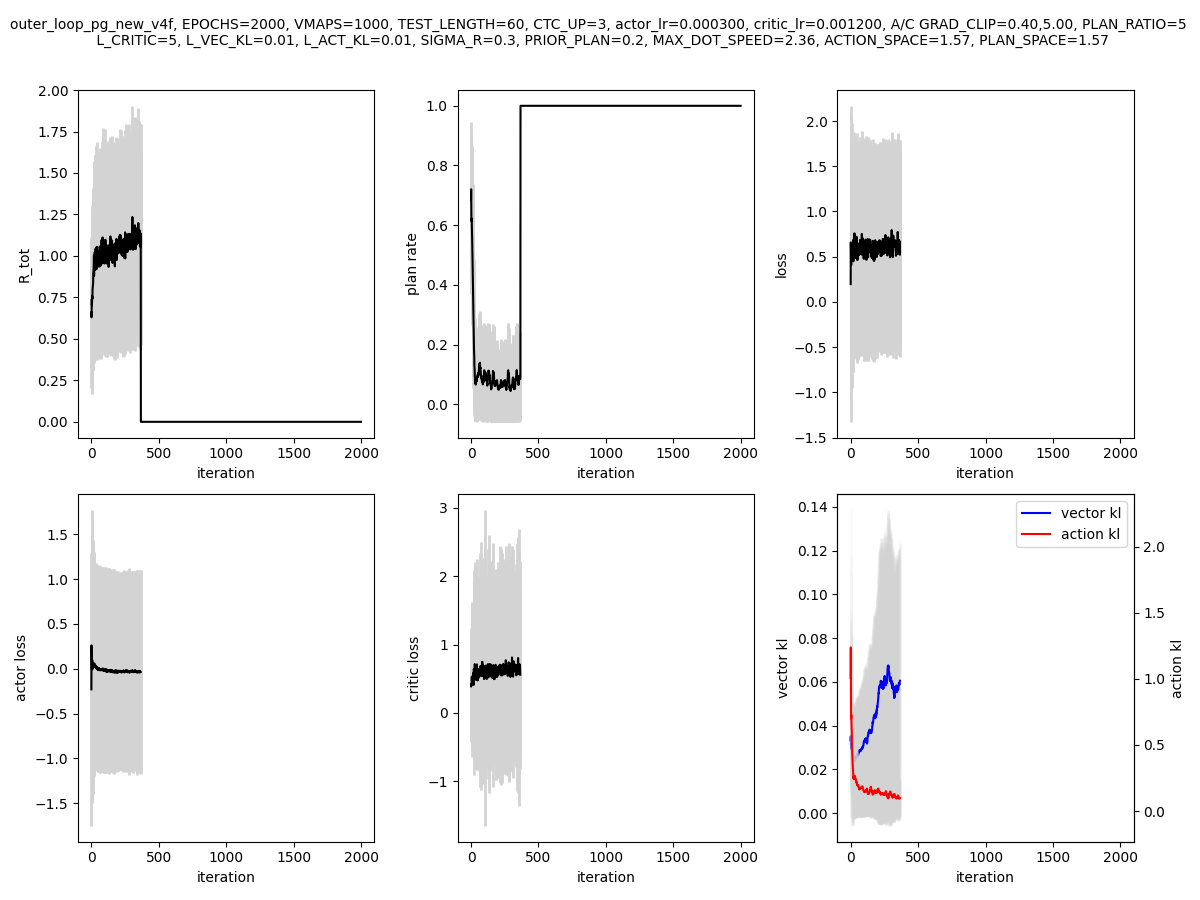 outer_loop_pg_new_v4f, EPOCHS=2000, VMAPS=1000, TEST_LENGTH=60, CTC_UP=3, actor_lr=0.000300, critic_lr=0.001200, A/C GRAD_CLIP=0.40,5.00, PLAN_RATIO=5
L_CRITIC=5, L_VEC_KL=0.01, L_ACT_KL=0.01, SIGMA_R=0.3, PRIOR_PLAN=0.2, MAX_DOT_SPEED=2.36, ACTION_SPACE=1.57, PLAN_SPACE=1.57
R_tot
2.00
1.75
1.50
1.25
1.00
0.75
0.50
0.25
0.00
0 500 1000 1500 2000
iteration
plan rate
1.0
0.8
0.6
0.4
0.2
0.0
0 500 1000 1500 2000
iteration
loss
2.0
1.5
1.0
0.5
0.0
−0.5
−1.0
−1.5
0 500 1000 1500 2000
iteration
actor loss
1.5
1.0
0.5
0.0
−0.5
−1.0
−1.5
0 500 1000 1500 2000
iteration
critic loss
3
2
1
0
−1
0 500 1000 1500 2000
iteration
vector kl
0.14
0.12
0.10
0.08
0.06
0.04
0.02
0.00
vector kl
action kl
2.0
1.5
1.0
0.5
0.0
action kl
0 500 1000 1500 2000
iteration